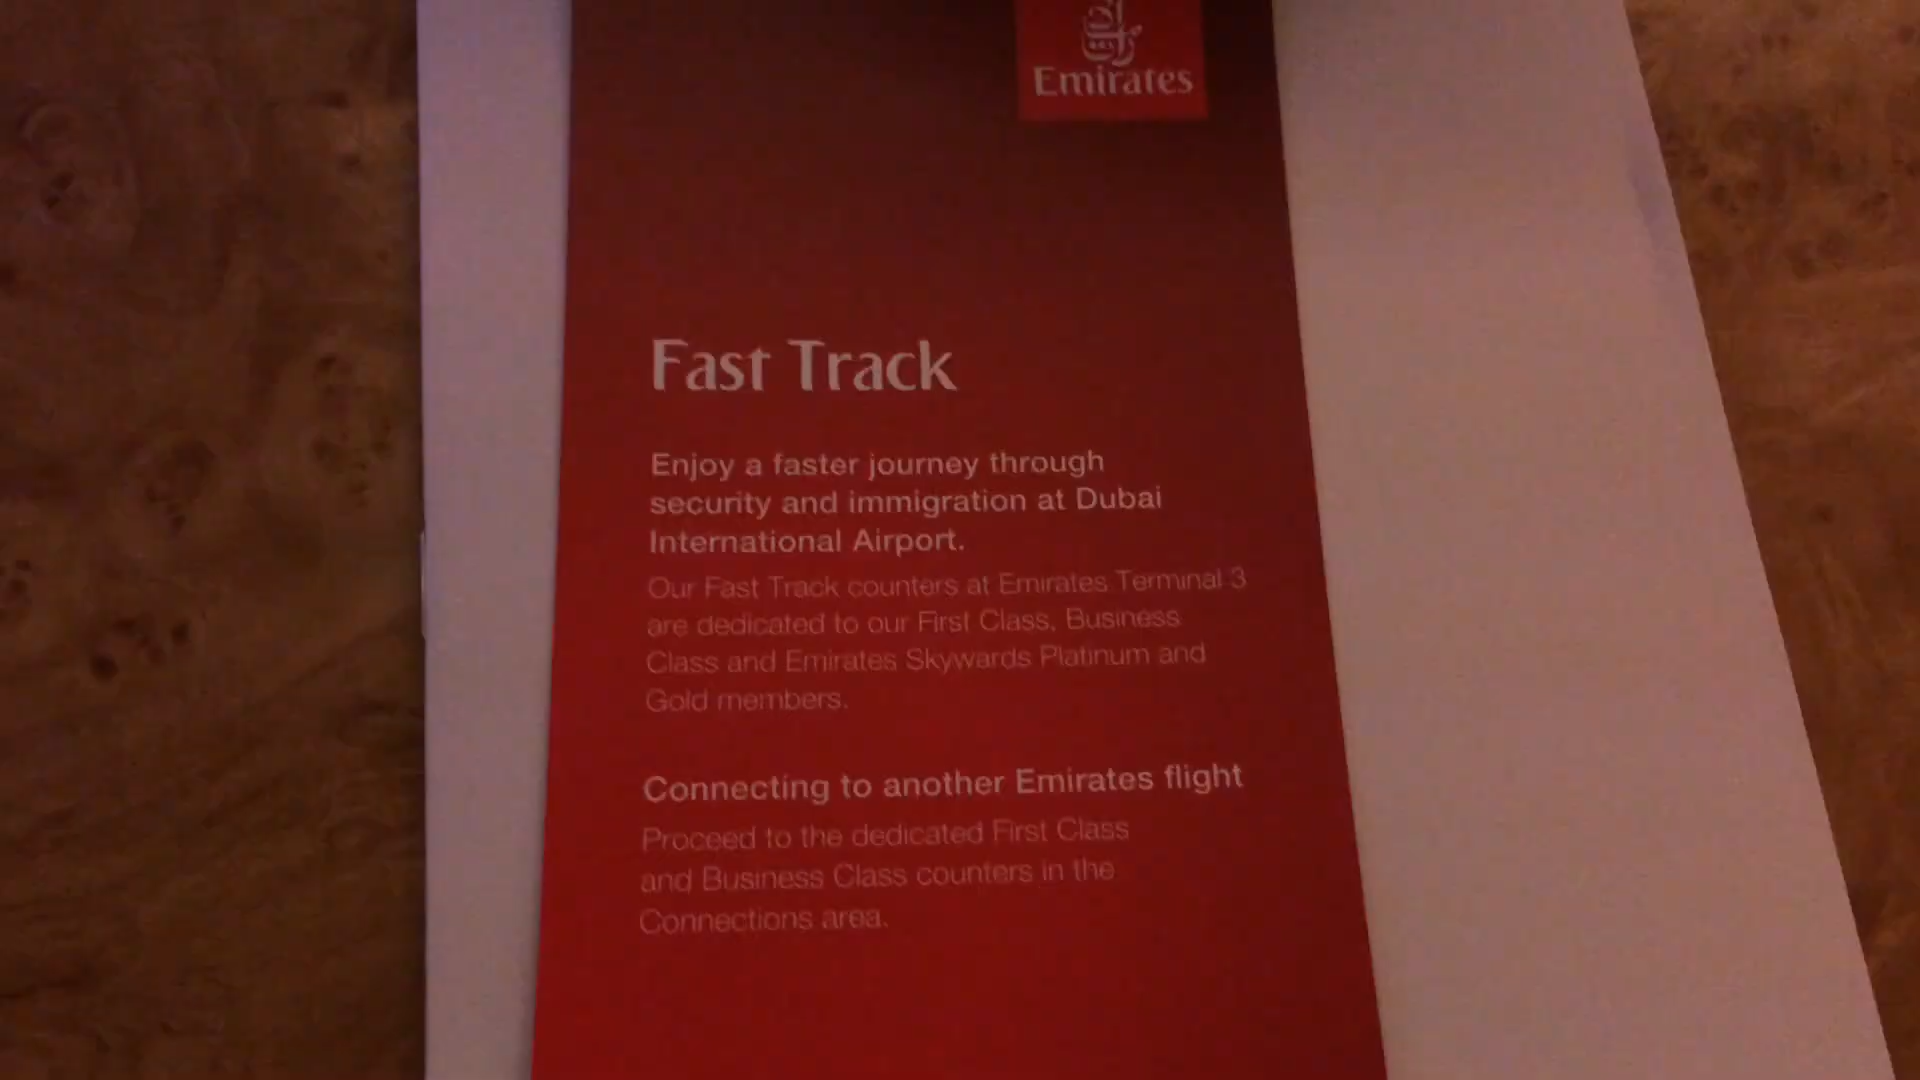 Emirates
Fast Track
Enjoy a faster journey through
security and immigration at Dubai
International Airport.
Our Fast Track counters at Emirates Terminal 3
are dedicated to our First Class, Business
Class and Emirates Skywards Platinum and
Gold members.
Connecting to another Emirates flight
Proceed to the dedicated First Class
and Business Class counters in the
Connections area.